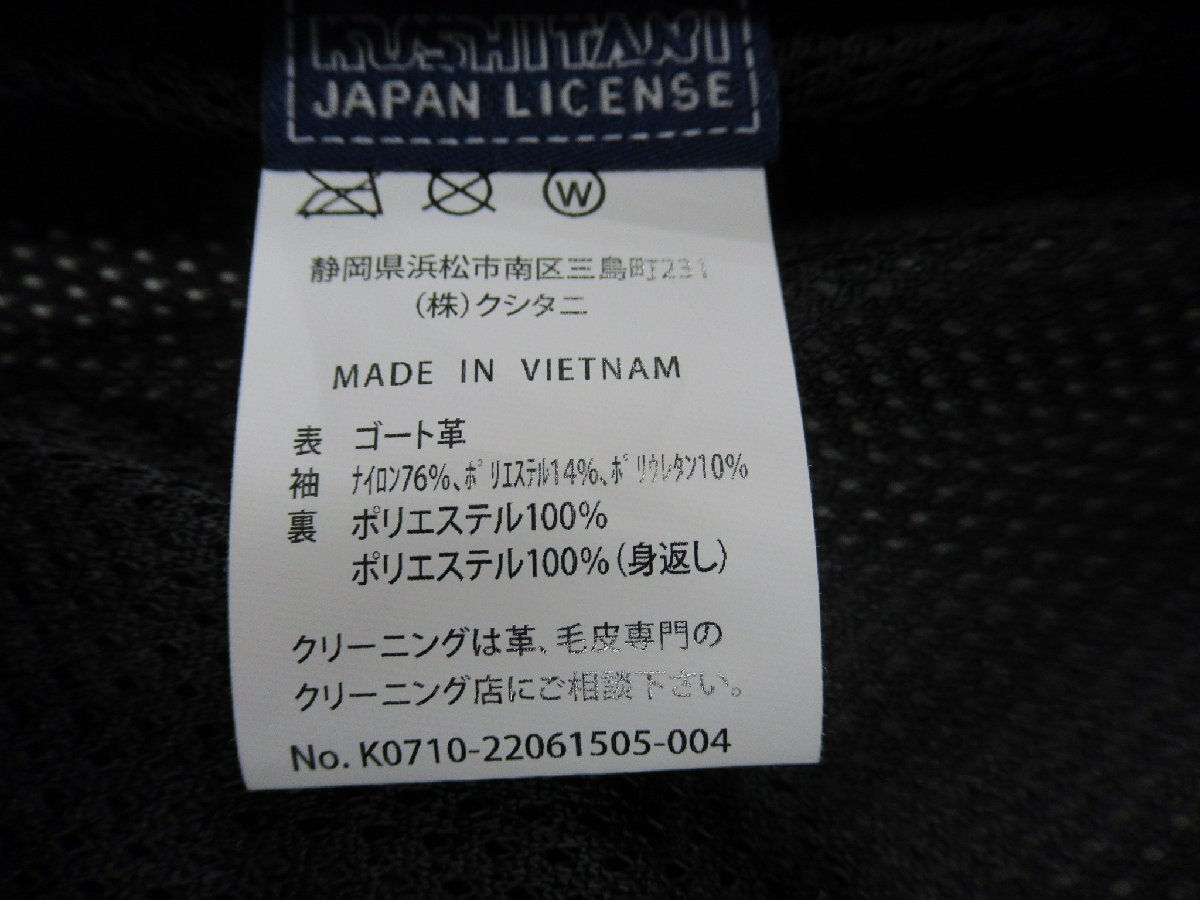 KUSHITANI
JAPAN LICENSE
W
静岡県浜松市南区三島町231
(株)クシタニ
MADE IN VIETNAM
表 ゴート革
袖 ﾅｲﾛﾝ76%、ﾎﾟﾘｴｽﾃﾙ14%、ﾎﾟﾘｳﾚﾀﾝ10%
裏 ポリエステル100%
ポリエステル100%(身返し)
クリーニングは革、毛皮専門の
クリーニング店にご相談下さい。
No. K0710-22061505-004